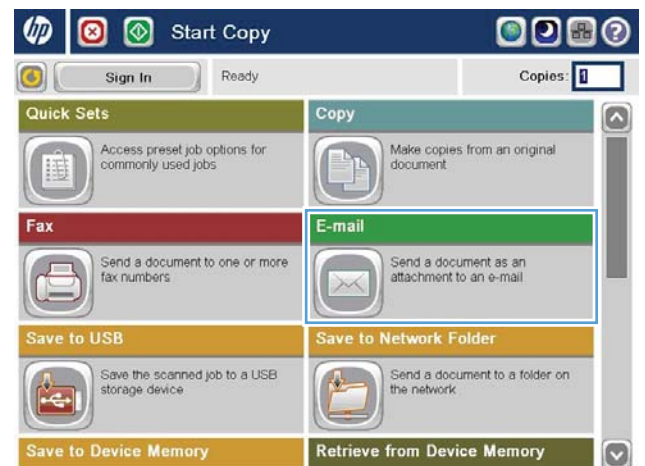 hp
Start Copy
?
Sign In
Ready
Copies: 1
Quick Sets
Access preset job options for
commonly used jobs
Copy
Make copies from an original
document
Fax
Send a document to one or more
fax numbers
E-mail
Send a document as an
attachment to an e-mail
Save to USB
Save the scanned job to a USB
storage device
Save to Network Folder
Send a document to a folder on
the network
Save to Device Memory
Retrieve from Device Memory